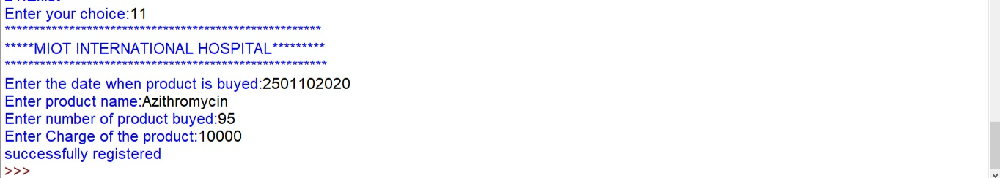 Enter your choice:11
******************************************************
*****MIOT INTERNATIONAL HOSPITAL*********
*******************************************************
Enter the date when product is buyed:2501102020
Enter product name:Azithromycin
Enter number of product buyed:95
Enter Charge of the product:10000
successfully registered
>>>